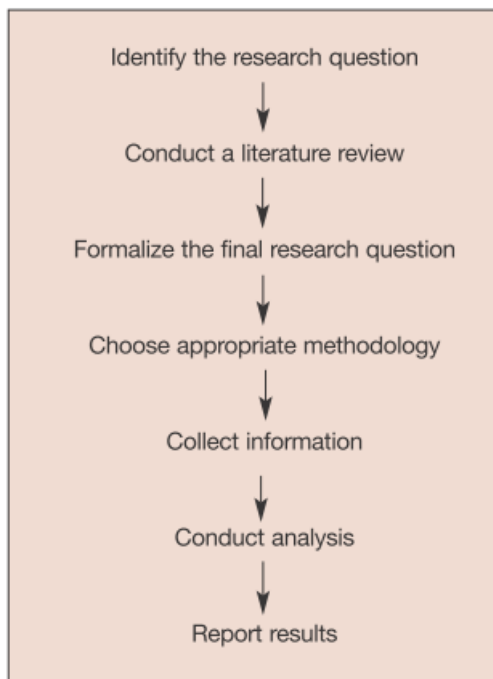 Identify the research question
Conduct a literature review
Formalize the final research question
Choose appropriate methodology
Collect information
Conduct analysis
Report results